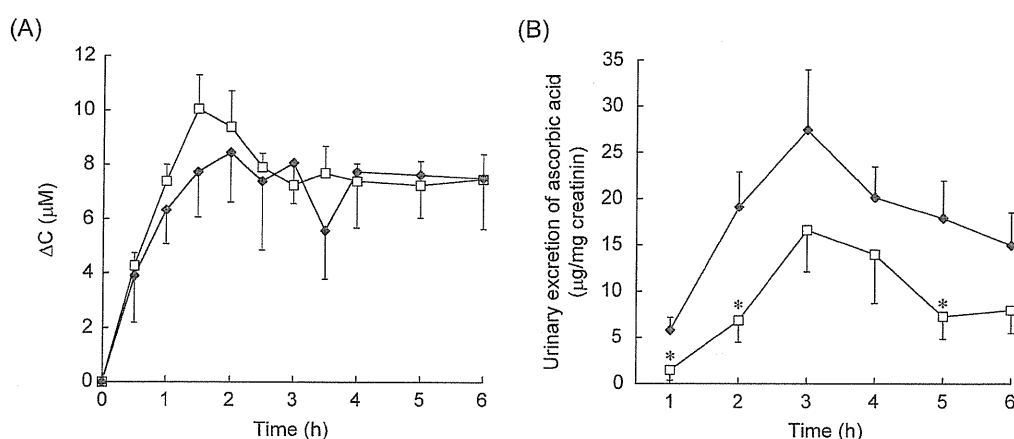 (A)
12
10
8
6
4
2
0
ΔC (μM)
0 1 2 3 4 5 6
Time (h)
(B)
35
30
25
20
15
10
5
0
Urinary excretion of ascorbic acid
(μg/mg creatinin)
*
*
*
1 2 3 4 5 6
Time (h)